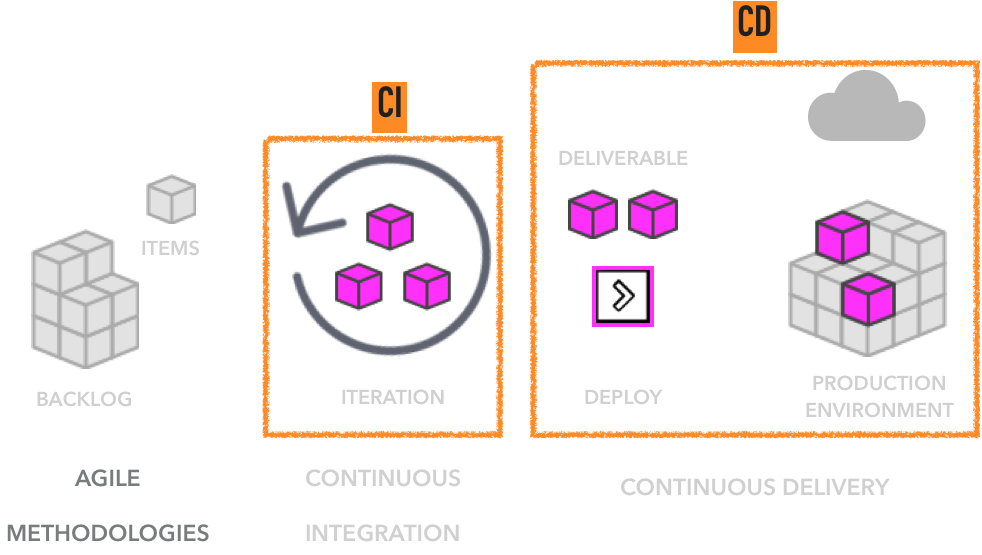 CD
CI
DELIVERABLE
ITEMS
BACKLOG
ITERATION
DEPLOY
PRODUCTION
ENVIRONMENT
AGILE
METHODOLOGIES
CONTINUOUS
INTEGRATION
CONTINUOUS DELIVERY